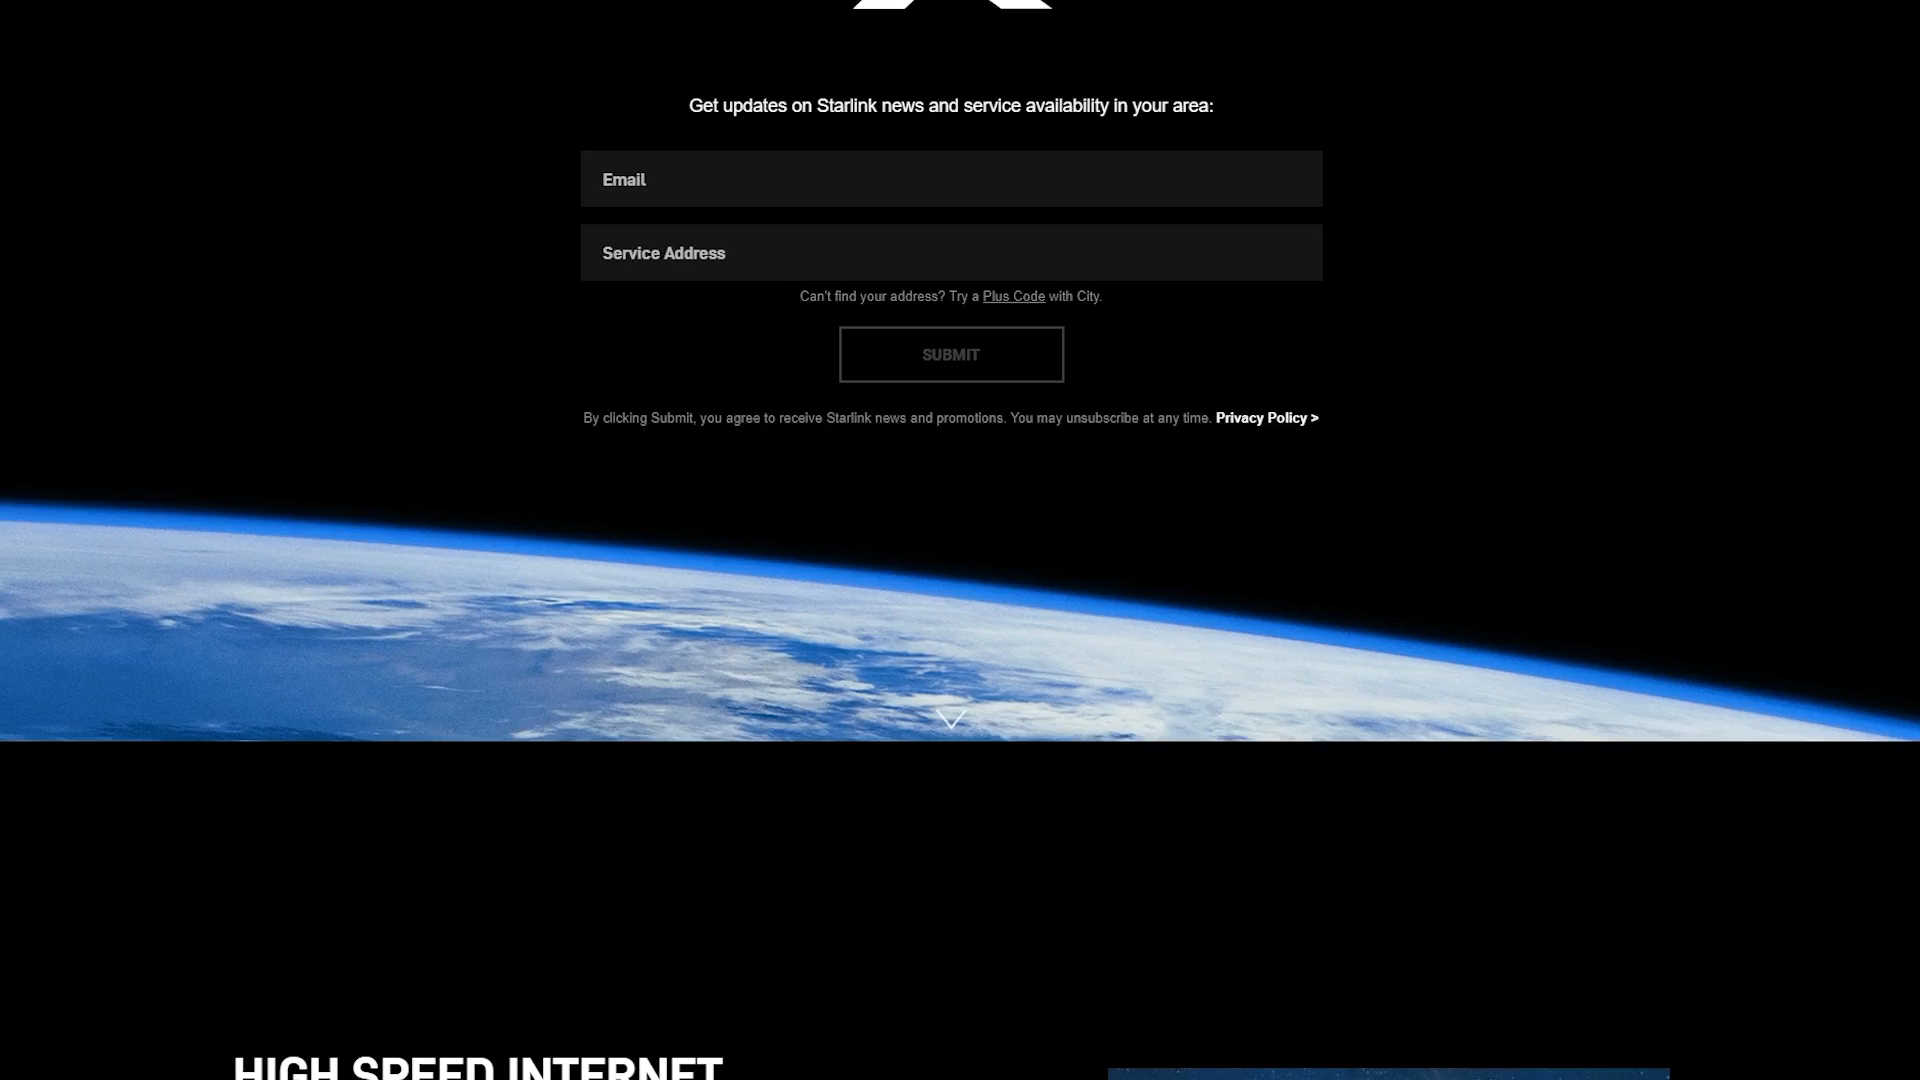 Get updates on Starlink news and service availability in your area:
Email
Service Address
Can't find your address? Try a Plus Code with City.
SUBMIT
By clicking Submit, you agree to receive Starlink news and promotions. You may unsubscribe at any time. Privacy Policy >
HIGH SPEED INTERNET